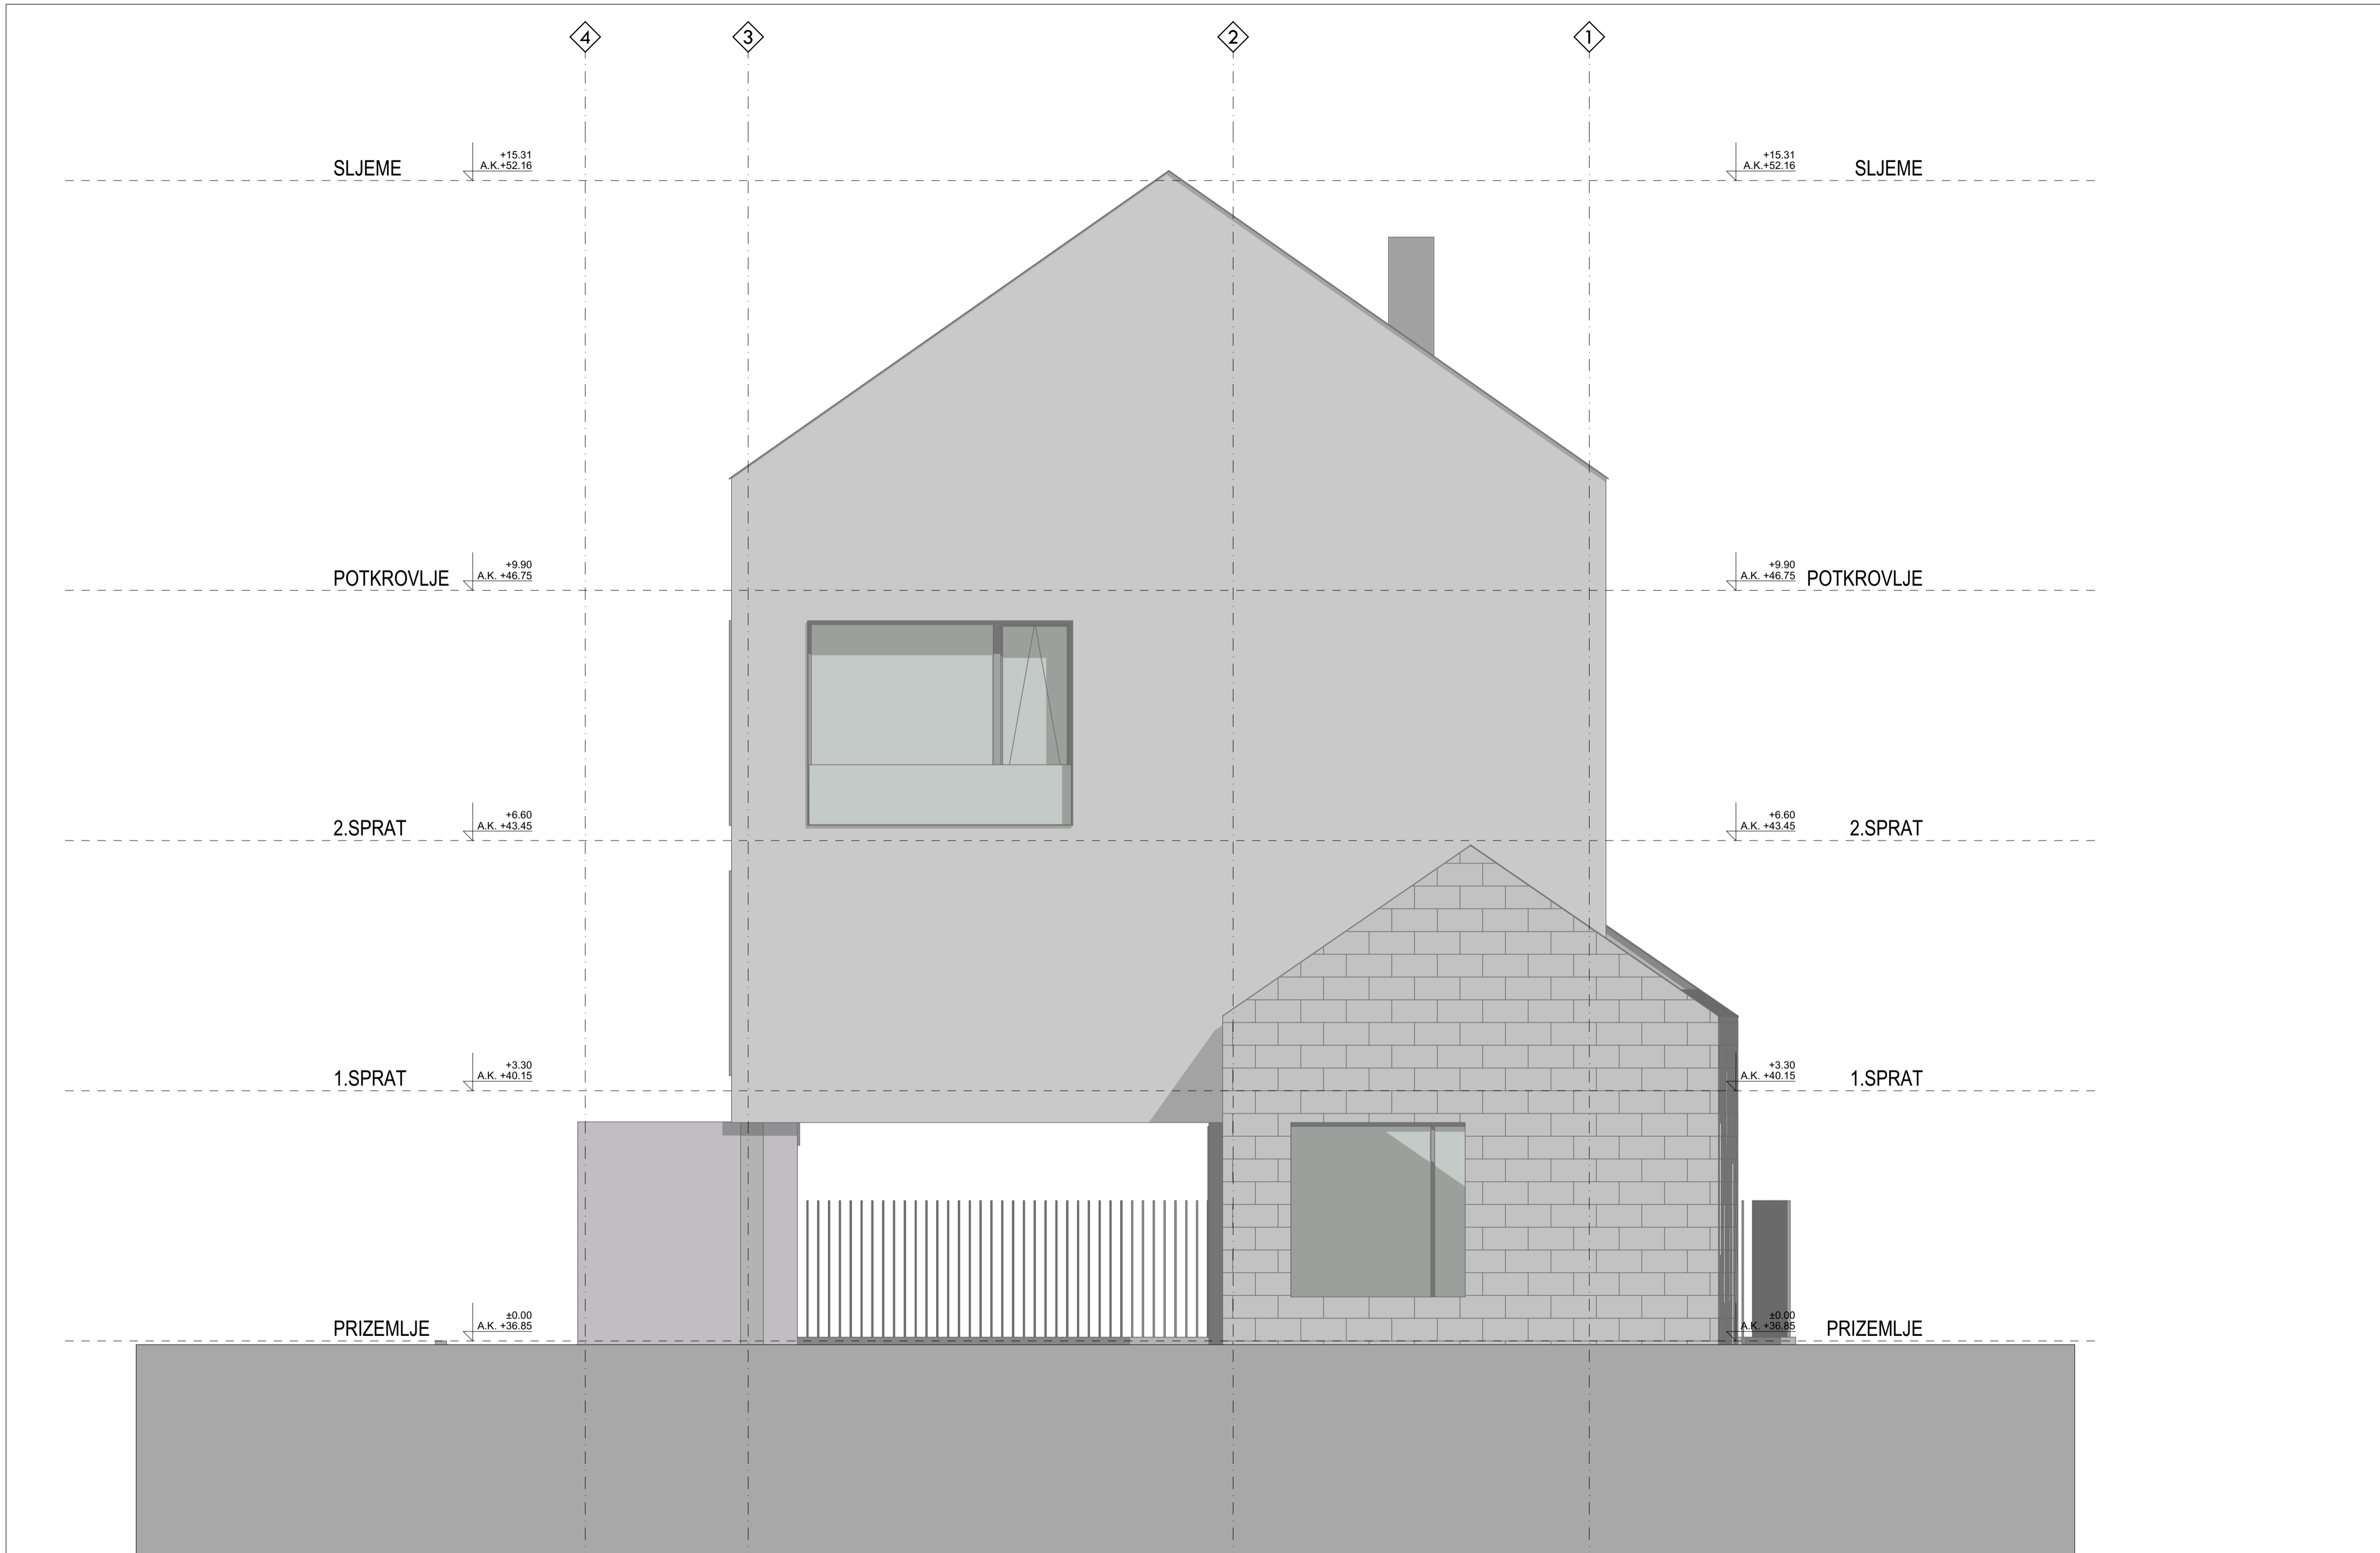 4
3
2
1
SLJEME
+15.31
A.K.+52.16
+15.31
A.K.+52.16
SLJEME
POTKROVLJE
+9.90
A.K. +46.75
+9.90
A.K. +46.75
POTKROVLJE
2.SPRAT
+6.60
A.K. +43.45
+6.60
A.K. +43.45
2.SPRAT
1.SPRAT
+3.30
A.K. +40.15
+3.30
A.K. +40.15
1.SPRAT
PRIZEMLJE
±0.00
A.K. +36.85
±0.00
A.K. +36.85
PRIZEMLJE